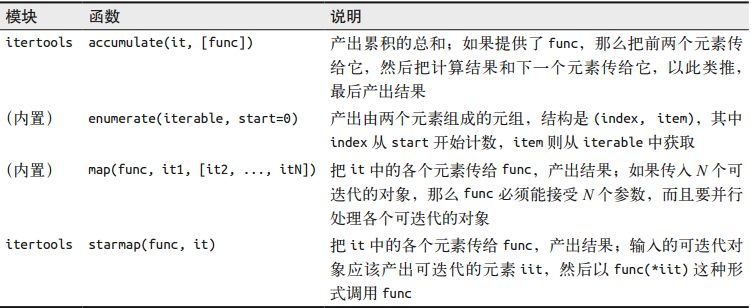 模块 函数 说明
itertools accumulate(it, [func]) 产出累积的总和；如果提供了 func，那么把前两个元素传
给它，然后把计算结果和下一个元素传给它，以此类推，
最后产出结果
（内置） enumerate(iterable, start=0) 产出由两个元素组成的元组，结构是 (index, item)，其中
index 从 start 开始计数，item 则从 iterable 中获取
（内置） map(func, it1, [it2, ..., itN]) 把 it 中的各个元素传给 func，产出结果；如果传入 N 个可
迭代的对象，那么 func 必须能接受 N 个参数，而且要并行
处理各个可迭代的对象
itertools starmap(func, it) 把 it 中的各个元素传给 func，产出结果；输入的可迭代对
象应该产出可迭代的元素 iit，然后以 func(*iit) 这种形
式调用 func